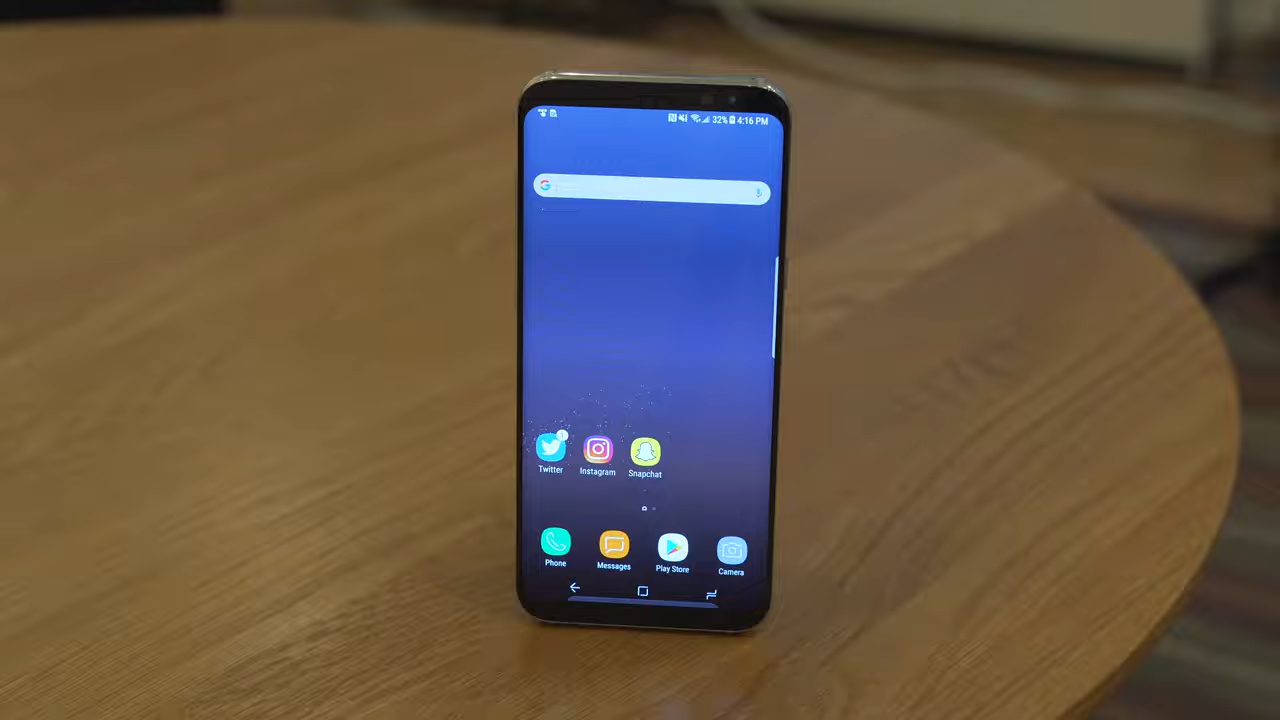 32% 4:16 PM
Twitter Instagram Snapchat
Phone Messages Play Store Camera